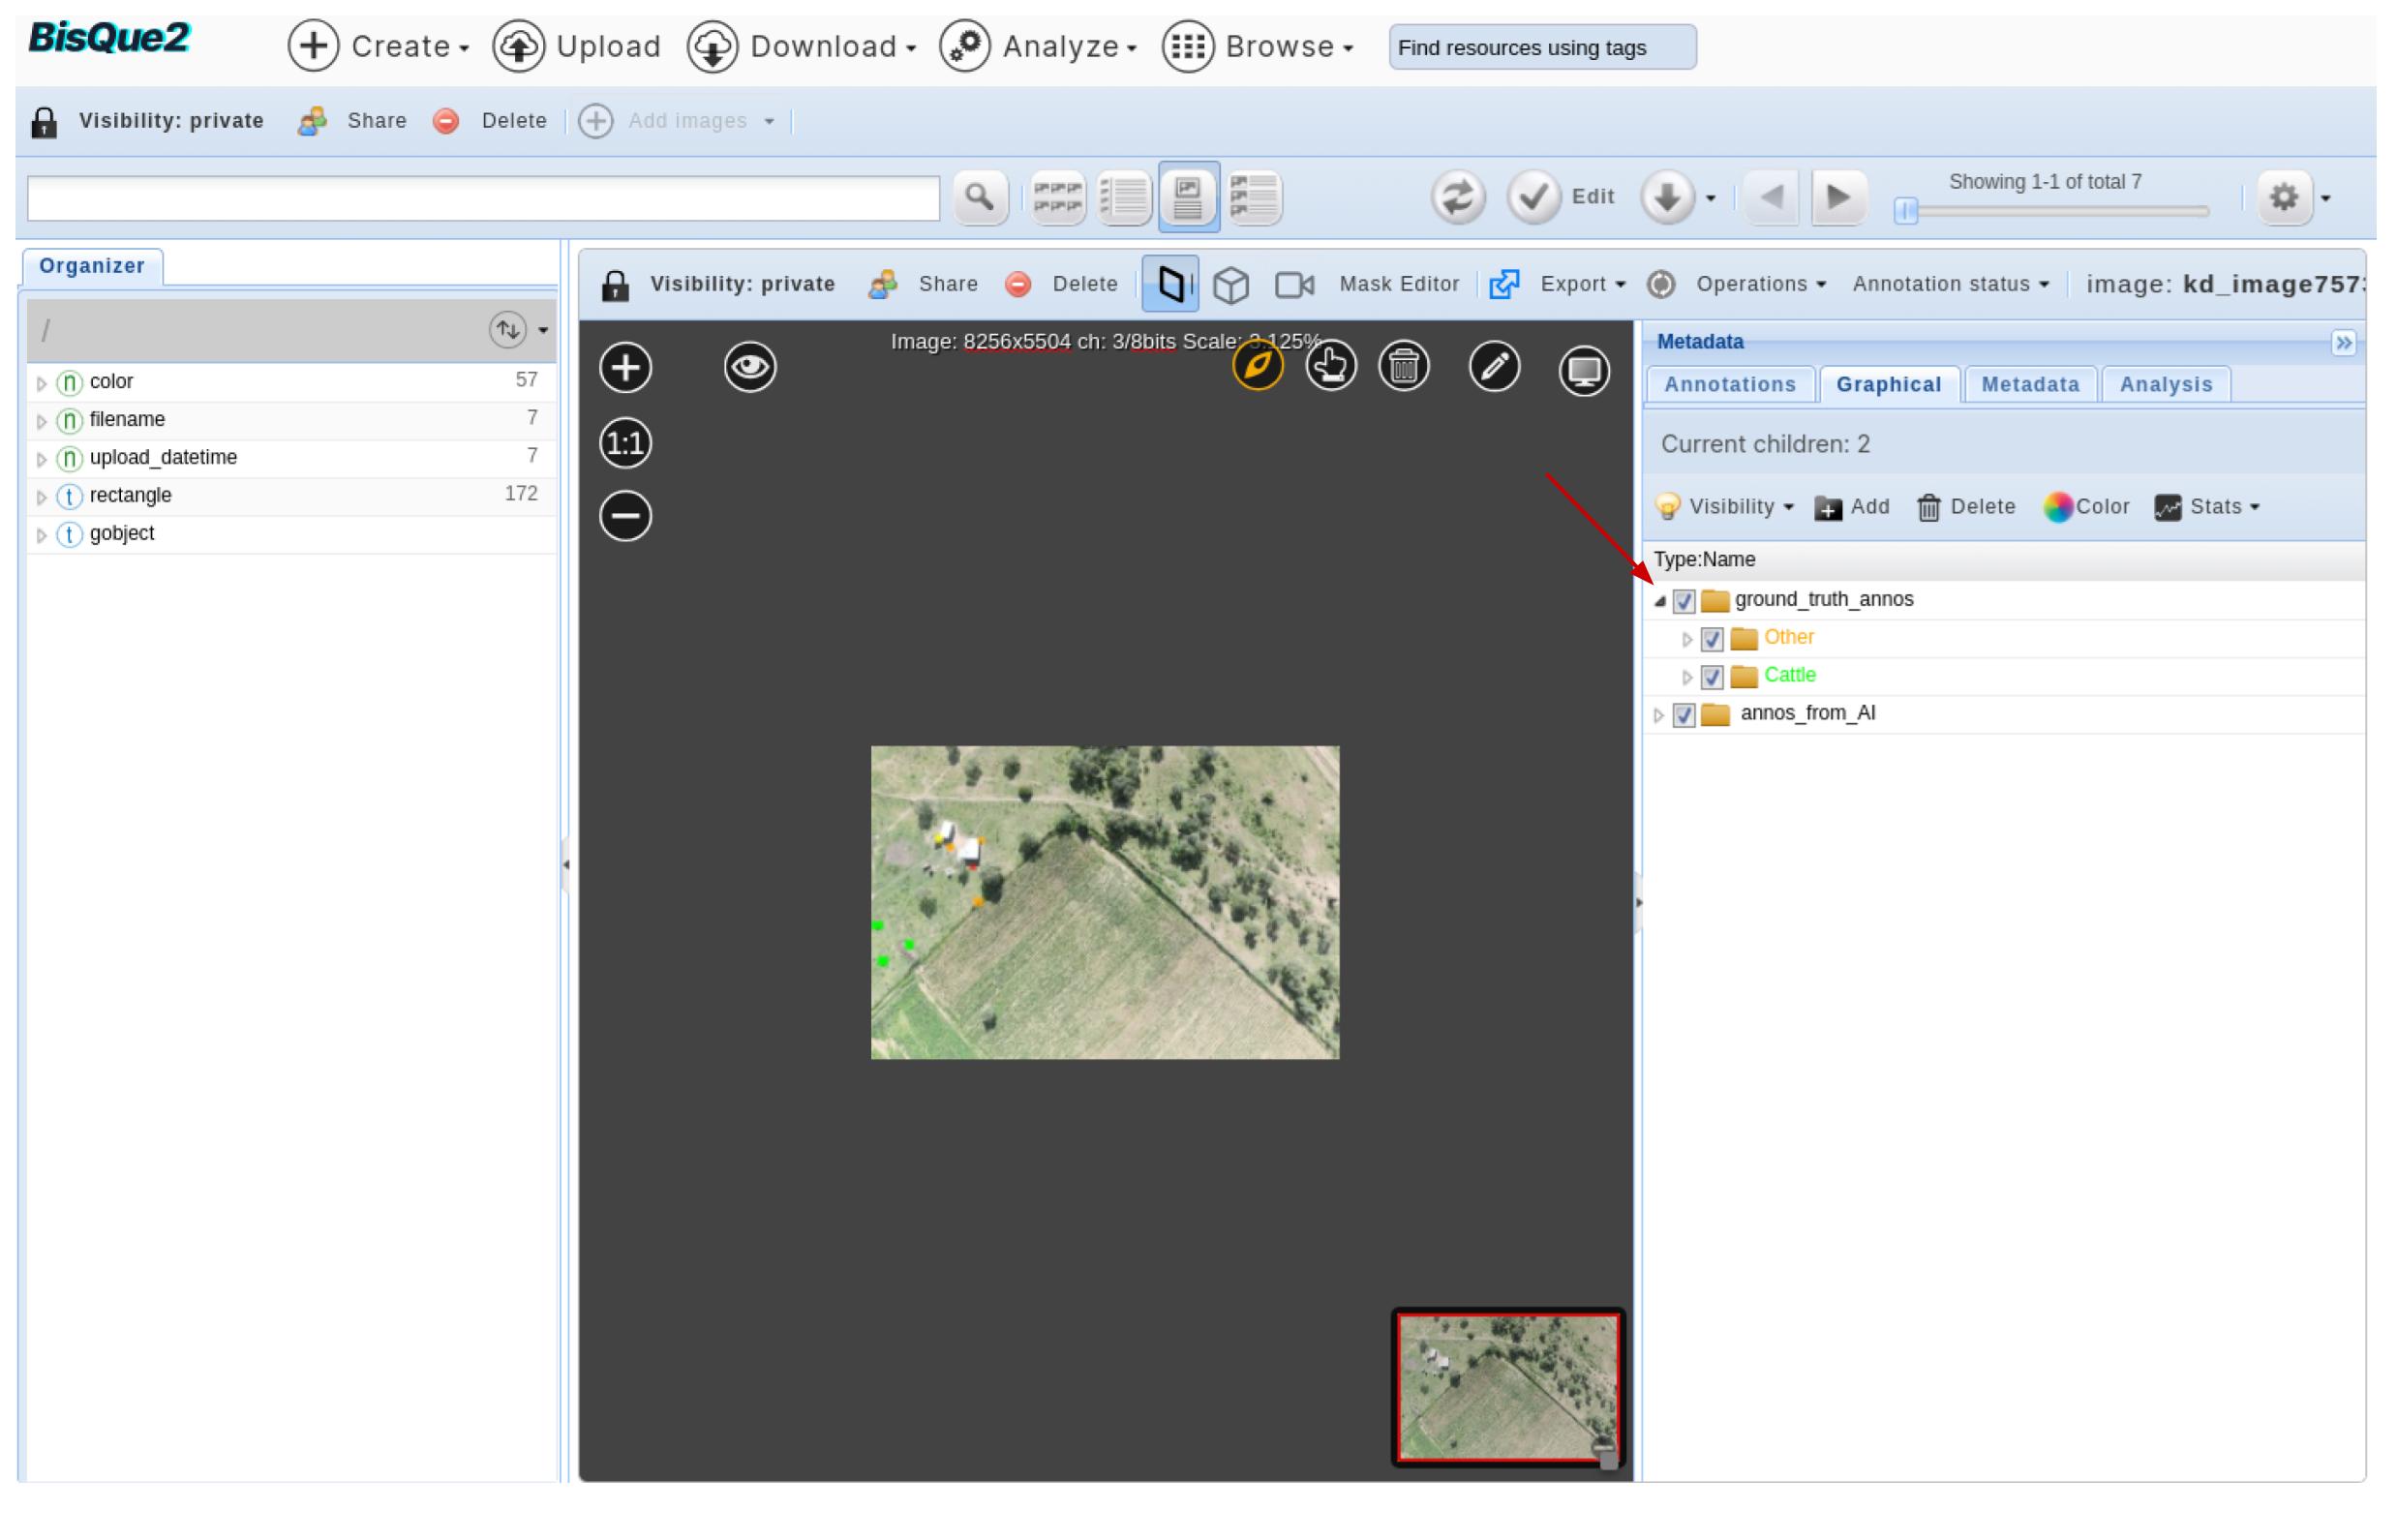 BisQue2 Create Upload Download Analyze Browse Find resources using tags
Visibility: private Share Delete Add images
Edit Showing 1-1 of total 7
Organizer
/
color 57
filename 7
upload_datetime 7
rectangle 172
gobject
Visibility: private Share Delete Mask Editor Export Operations Annotation status image: kd_image757
Image: 8256x5504 ch: 3/8bits Scale: 3.125%
1:1
Metadata
Annotations Graphical Metadata Analysis
Current children: 2
Visibility Add Delete Color Stats
Type:Name
ground_truth_annos
Other
Cattle
annos_from_AI